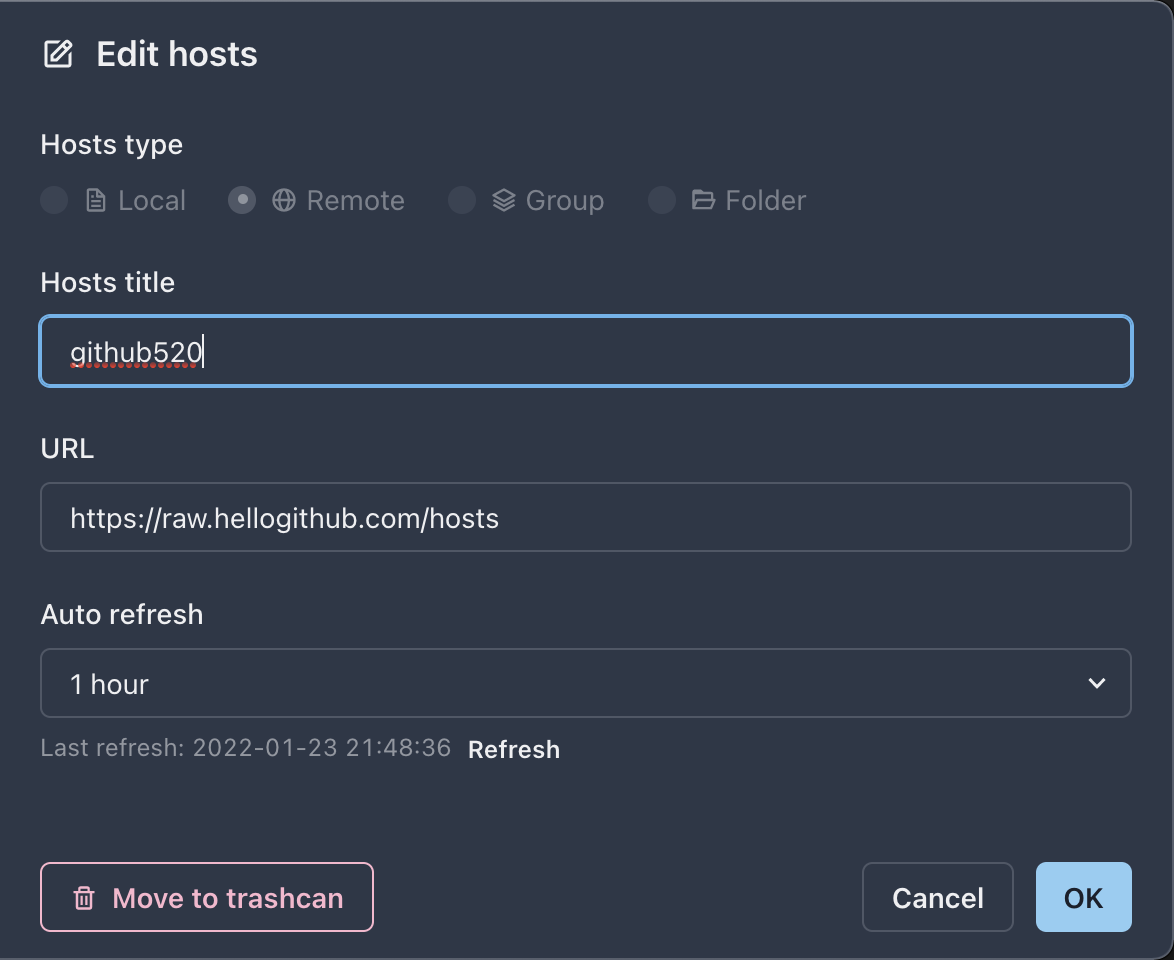 Edit hosts
Hosts type
Local Remote Group Folder
Hosts title
github520
URL
https://raw.hellogithub.com/hosts
Auto refresh
1 hour
Last refresh: 2022-01-23 21:48:36 Refresh
Move to trashcan Cancel OK